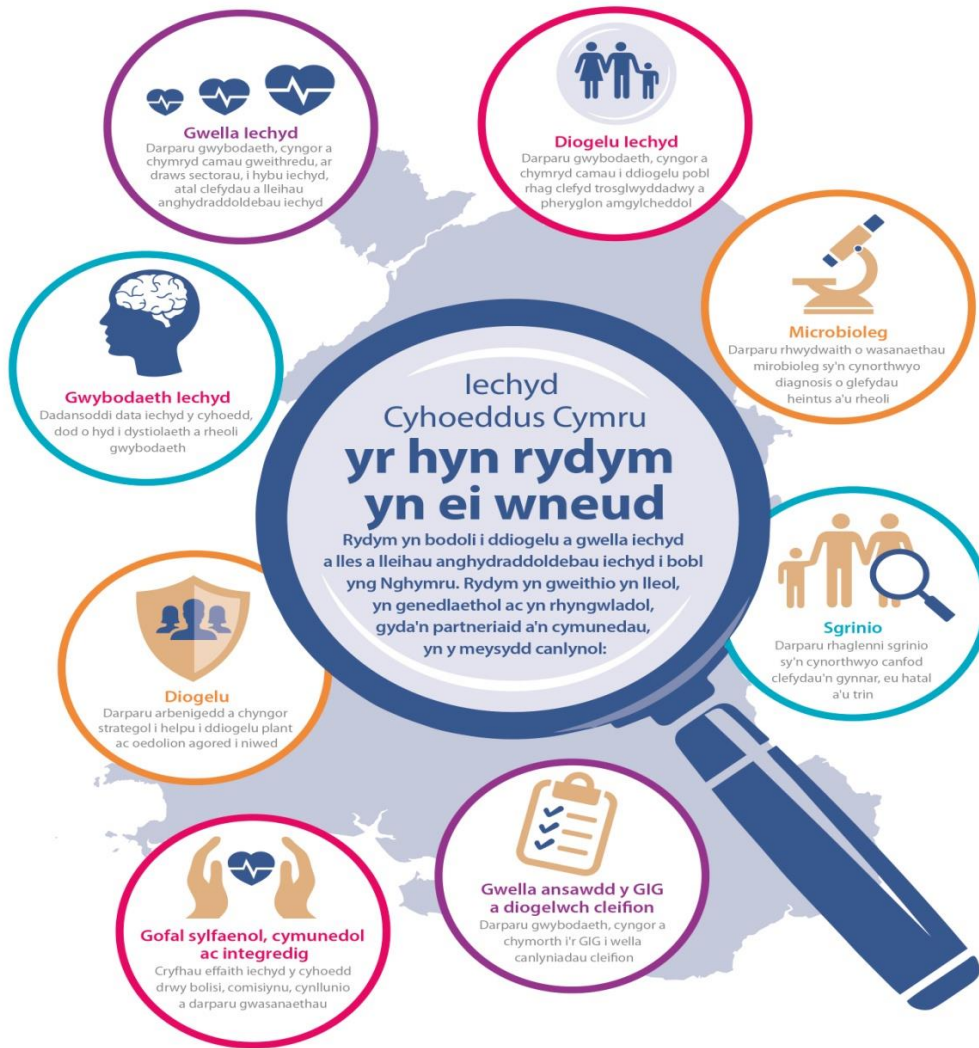 Gwella Iechyd
Darparu gwybodaeth, cyngor a
chymryd camau gweithredu, ar
draws sectorau, i hybu iechyd,
atal clefydau a lleihau
anghydraddoldebau iechyd
Diogelu Iechyd
Darparu gwybodaeth, cyngor a
chymryd camau i ddiogelu pobl
rhag clefyd trosglwyddadwy a
pheryglon amgylcheddol
Microbioleg
Darparu rhwydwaith o wasanaethau
mirobioleg sy'n cynorthwyo
diagnosis o glefydau
heintus a'u rheoli
Gwybodaeth Iechyd
Dadansoddi data iechyd y cyhoedd,
dod o hyd i dystiolaeth a rheoli
gwybodaeth
Iechyd
Cyhoeddus Cymru
yr hyn rydym
yn ei wneud
Rydym yn bodoli i ddiogelu a gwella iechyd
a lles a lleihau anghydraddoldebau iechyd i bobl
yng Nghymru. Rydym yn gweithio yn lleol,
yn genedlaethol ac yn rhyngwladol,
gyda'n partneriaid a'n cymunedau,
yn y meysydd canlynol:
Sgrinio
Darparu rhaglenni sgrinio
sy'n cynorthwyo canfod
clefydau'n gynnar, eu hatal
a'u trin
Diogelu
Darparu arbenigedd a chyngor
strategol i helpu i ddiogelu plant
ac oedolion agored i niwed
Gwella ansawdd y GIG
a diogelwch cleifion
Darparu gwybodaeth, cyngor a
chymorth i'r GIG i wella
canlyniadau cleifion
Gofal sylfaenol, cymunedol
ac integredig
Cryfhau effaith iechyd y cyhoedd
drwy bolisi, comisiynu, cynllunio
a darparu gwasanaethau